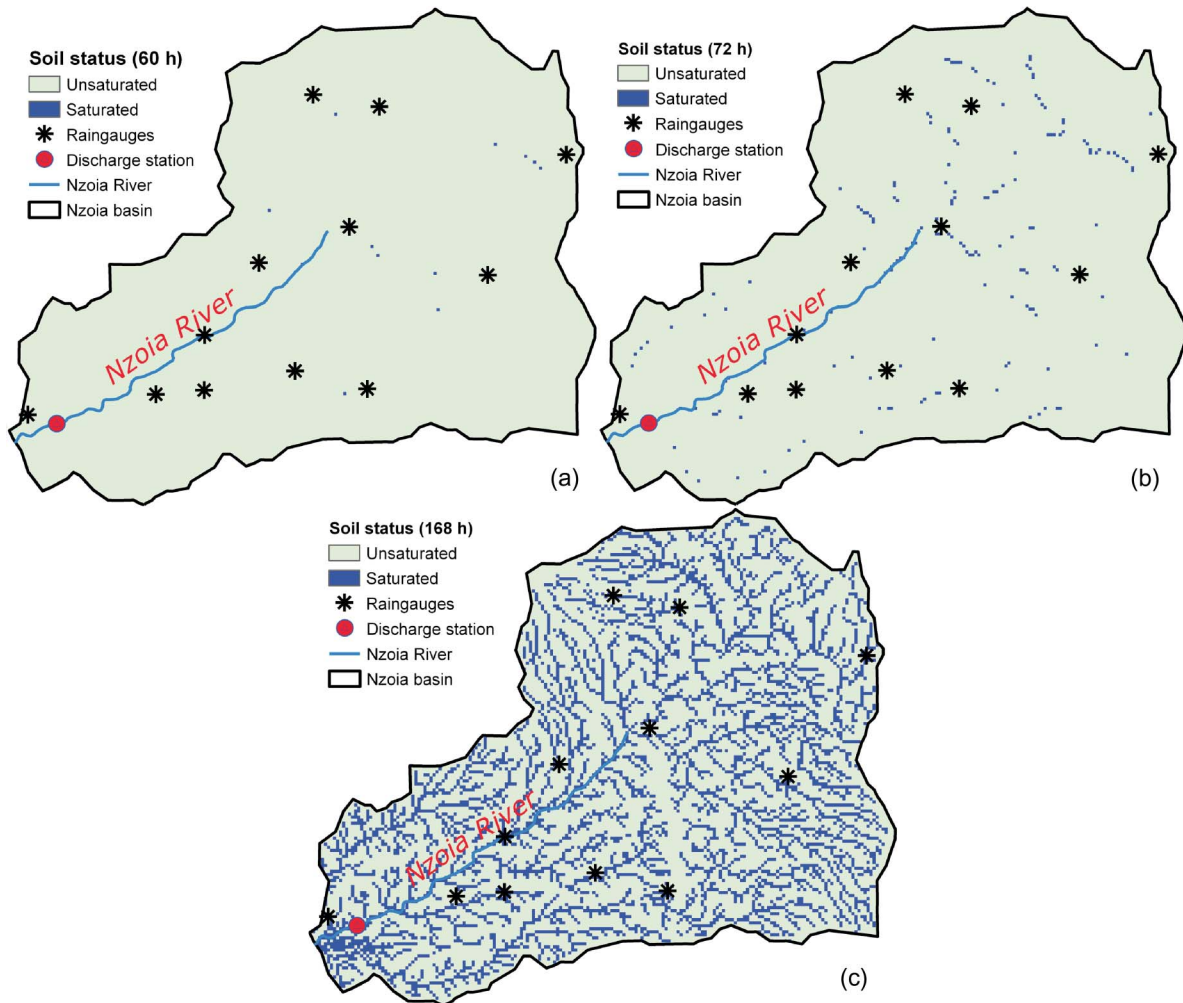 Soil status (60 h)
Unsaturated
Saturated
Raingauges
Discharge station
Nzoia River
Nzoia basin
Nzoia River
(a)
Soil status (72 h)
Unsaturated
Saturated
Raingauges
Discharge station
Nzoia River
Nzoia basin
Nzoia River
(b)
Soil status (168 h)
Unsaturated
Saturated
Raingauges
Discharge station
Nzoia River
Nzoia basin
Nzoia River
(c)